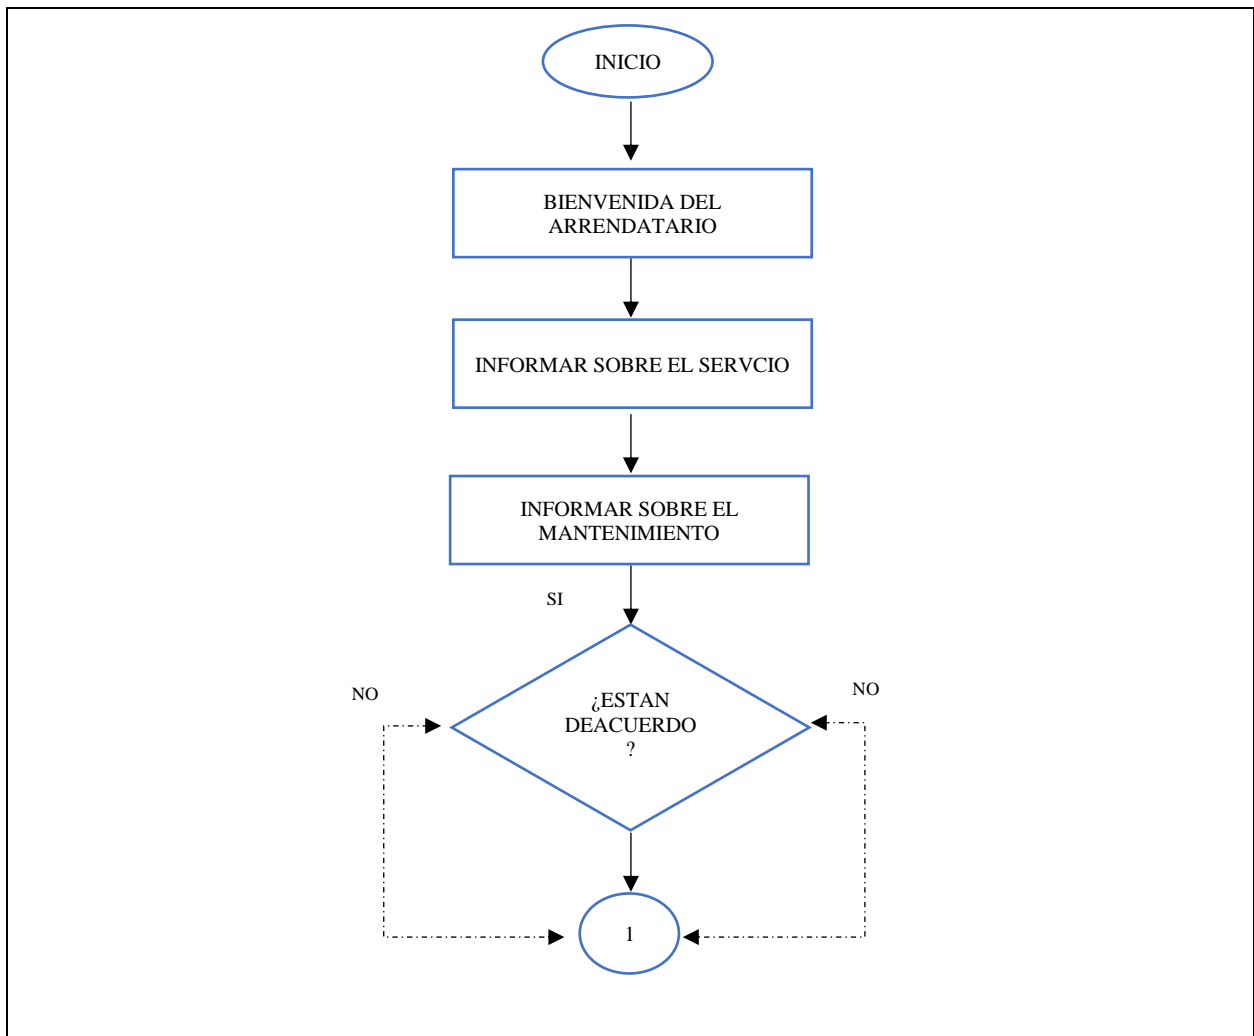 INICIO
BIENVENIDA DEL
ARRENDATARIO
INFORMAR SOBRE EL SERVCIO
INFORMAR SOBRE EL
MANTENIMIENTO
SI
NO
NO
¿ESTAN
DEACUERDO
?
1